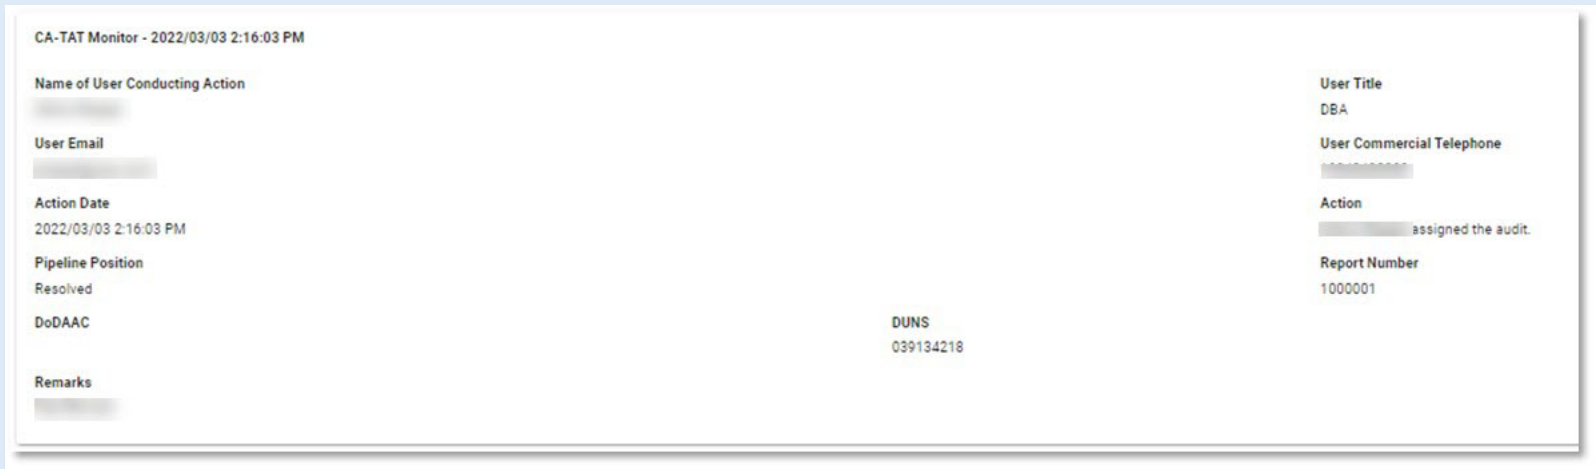 CA-TAT Monitor - 2022/03/03 2:16:03 PM
Name of User Conducting Action
User Title
DBA
User Email
User Commercial Telephone
Action Date
2022/03/03 2:16:03 PM
Action
assigned the audit.
Pipeline Position
Resolved
Report Number
1000001
DoDAAC
DUNS
039134218
Remarks